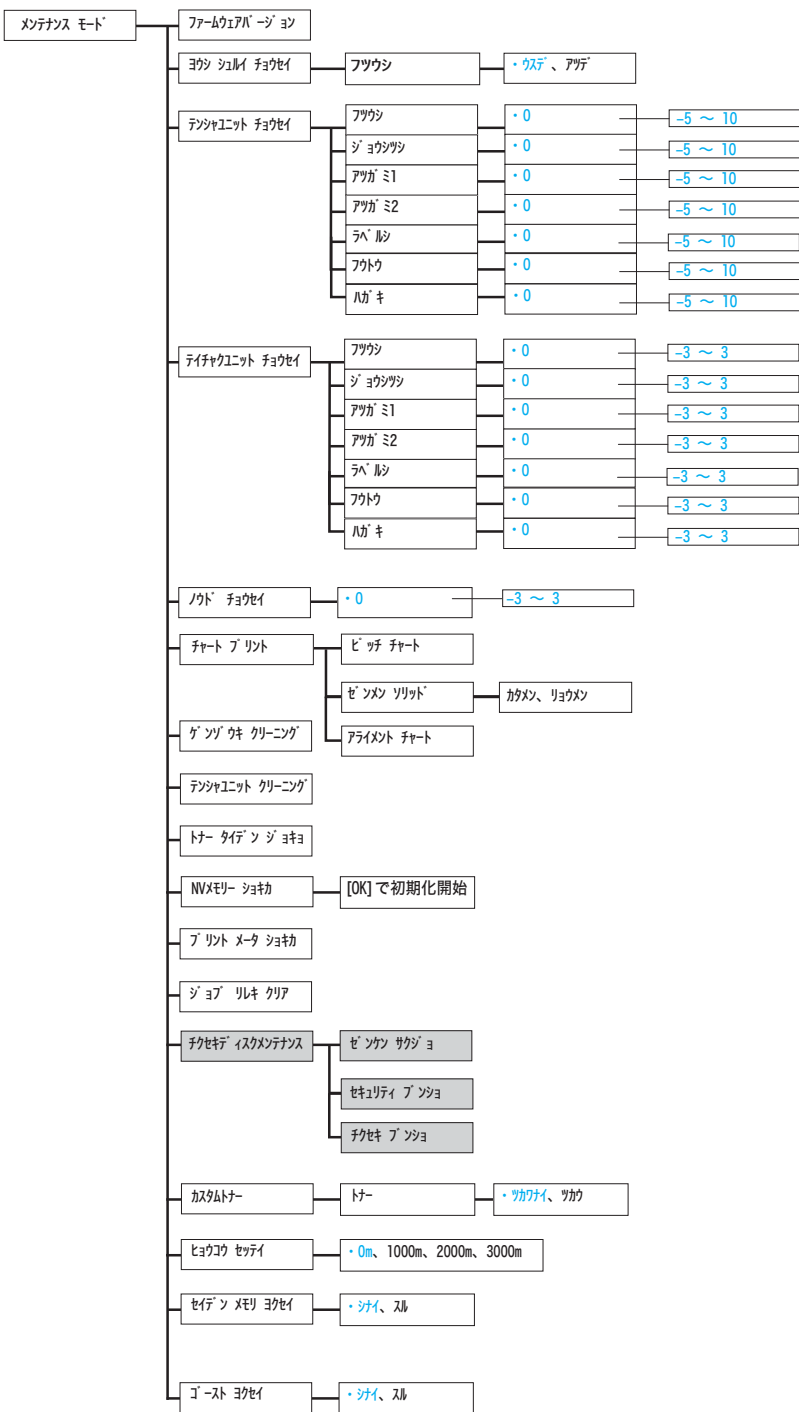 メンテナンス モード
ファームウェアバージョン
ヨウシ シュルイ チョウセイ
フツウシ
・ウスデ、アツデ
テンシャユニット チョウセイ
フツウシ
・0
–5 ～ 10
ジョウシツシ
・0
–5 ～ 10
アツガミ1
・0
–5 ～ 10
アツガミ2
・0
–5 ～ 10
ラベルシ
・0
–5 ～ 10
フウトウ
・0
–5 ～ 10
ハガキ
・0
–5 ～ 10
テイチャクユニット チョウセイ
フツウシ
・0
–3 ～ 3
ジョウシツシ
・0
–3 ～ 3
アツガミ1
・0
–3 ～ 3
アツガミ2
・0
–3 ～ 3
ラベルシ
・0
–3 ～ 3
フウトウ
・0
–3 ～ 3
ハガキ
・0
–3 ～ 3
ノウド チョウセイ
・0
–3 ～ 3
チャート プリント
ピッチ チャート
ゼンメン ソリッド
カタメン、リョウメン
アライメント チャート
ゲンゾウキ クリーニング
テンシャユニット クリーニング
トナー タイデン ジョキョ
NVメモリー ショキカ
[OK]で初期化開始
プリント メータ ショキカ
ジョブ リレキ クリア
チクセキディスクメンテナンス
ゼンケン サクジョ
セキュリティ ブンショ
チクセキ ブンショ
カスタムトナー
トナー
・ツカワナイ、ツカウ
ヒョウコウ セッテイ
・0m、1000m、2000m、3000m
セイデン メモリ ヨクセイ
・シナイ、スル
ゴースト ヨクセイ
・シナイ、スル